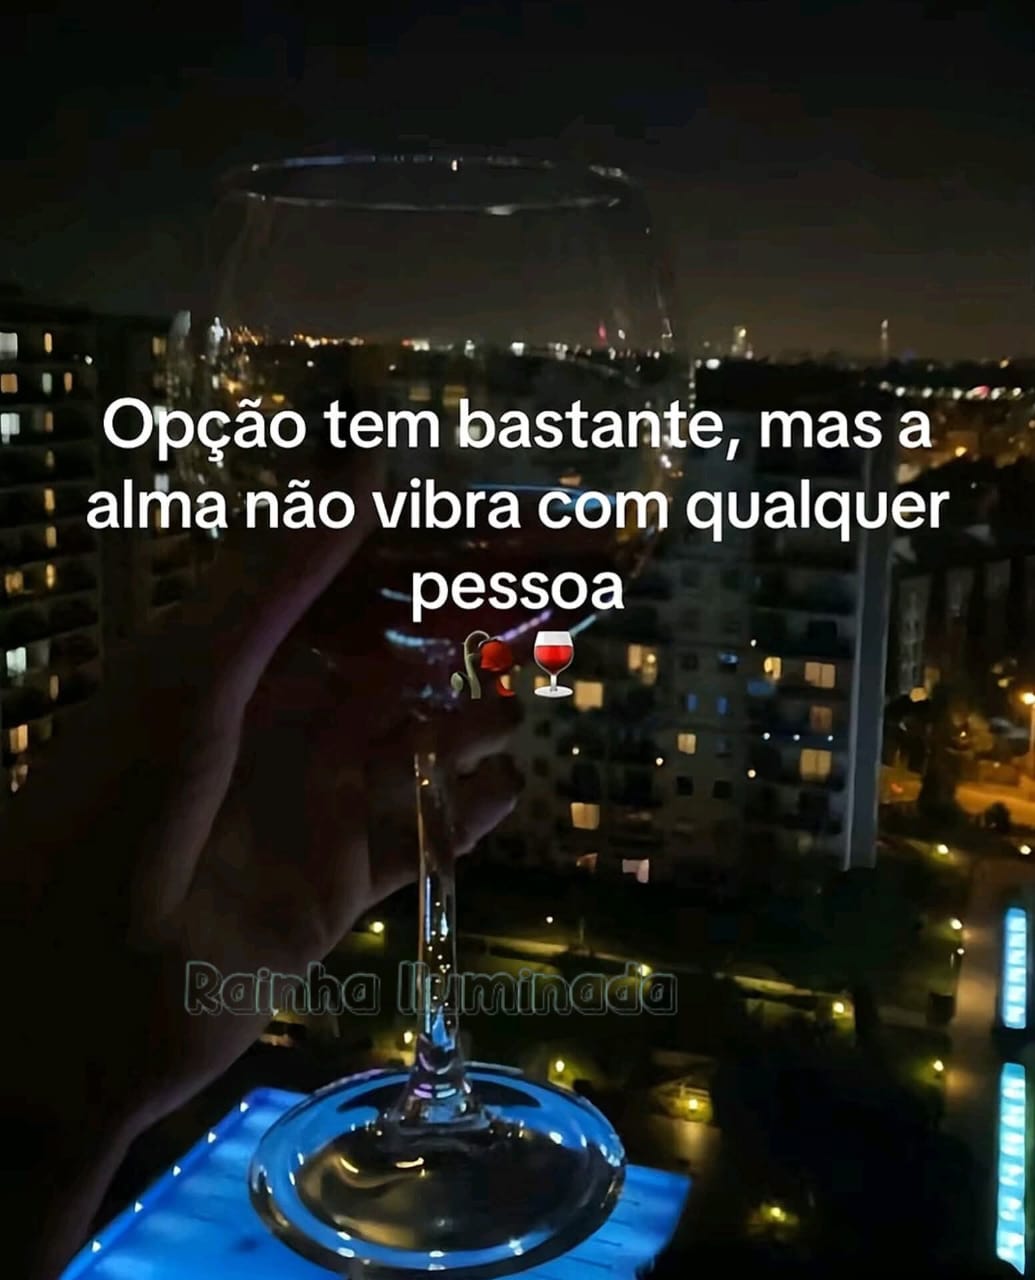 Opção tem bastante, mas a
alma não vibra com qualquer
pessoa
🥀🍷
Rainha Iluminada